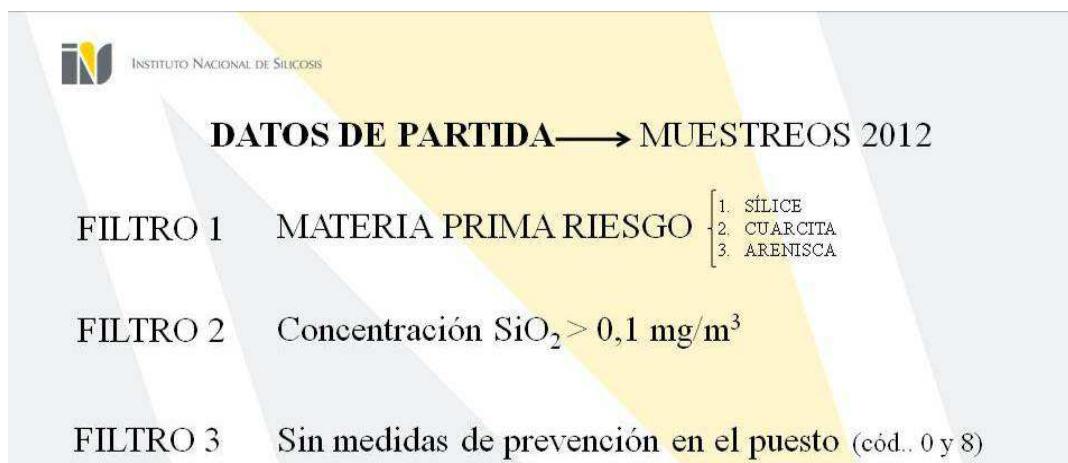 INSTITUTO NACIONAL DE SILICOSIS
DATOS DE PARTIDA → MUESTREOS 2012
FILTRO 1 MATERIA PRIMA RIESGO
1. SÍLICE
2. CUARCITA
3. ARENISCA
FILTRO 2 Concentración SiO₂ > 0,1 mg/m³
FILTRO 3 Sin medidas de prevención en el puesto (cód.. 0 y 8)